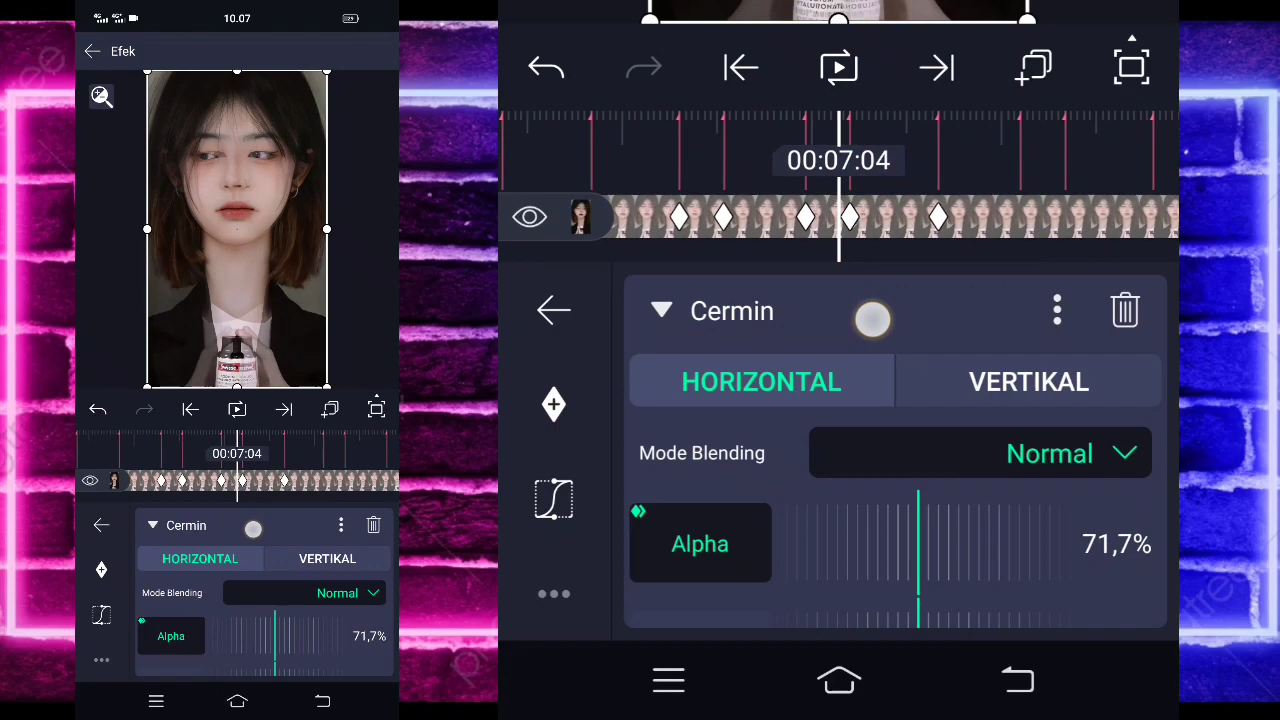 10.07
Efek
00:07:04
Cermin
HORIZONTAL
VERTIKAL
Mode Blending
Normal
Alpha
71,7%
00:07:04
Cermin
HORIZONTAL
VERTIKAL
Mode Blending
Normal
Alpha
71,7%